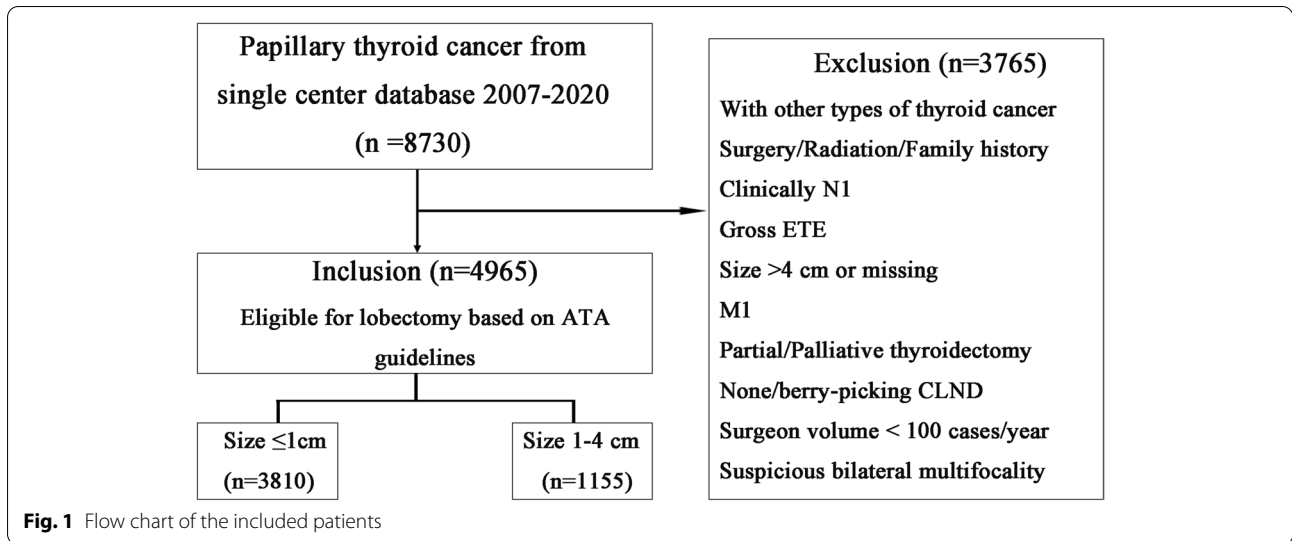 Papillary thyroid cancer from
single center database 2007-2020
(n =8730)
Exclusion (n=3765)
With other types of thyroid cancer
Surgery/Radiation/Family history
Clinically N1
Gross ETE
Size >4 cm or missing
M1
Partial/Palliative thyroidectomy
None/berry-picking CLND
Surgeon volume < 100 cases/year
Suspicious bilateral multifocality
Inclusion (n=4965)
Eligible for lobectomy based on ATA
guidelines
Size ≤1cm
(n=3810)
Size 1-4 cm
(n=1155)
Fig. 1 Flow chart of the included patients